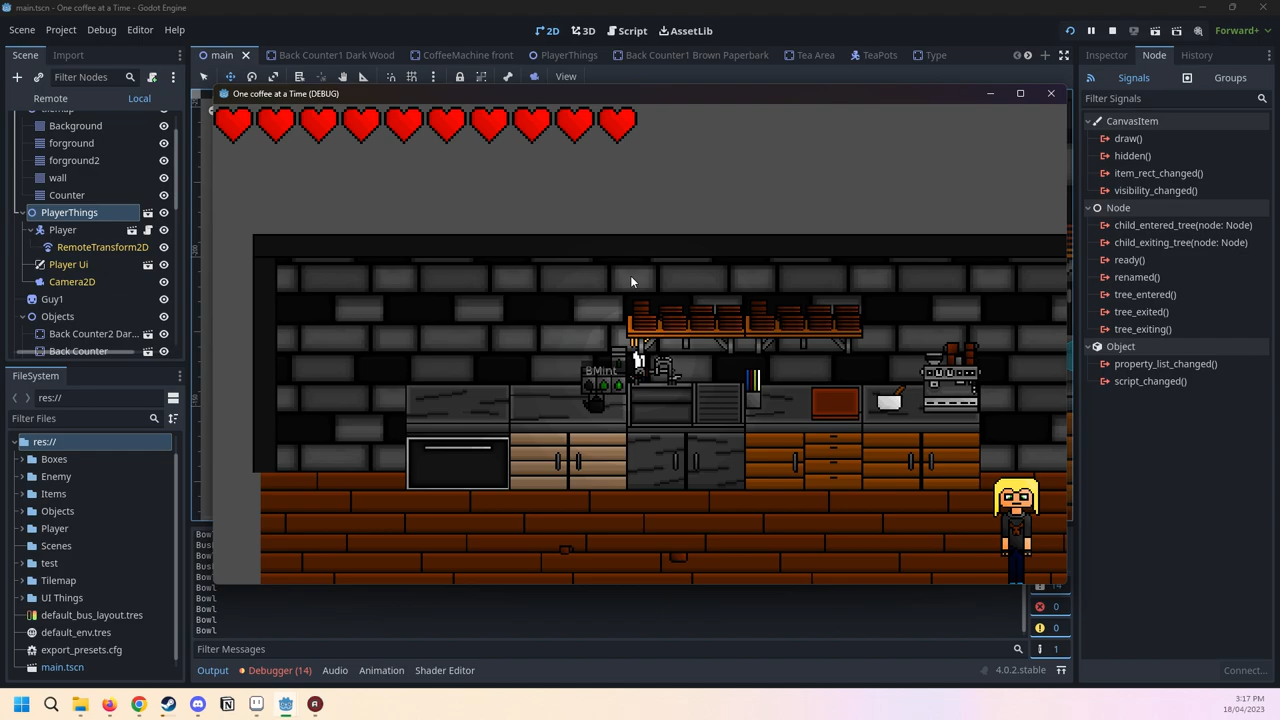 main.tscn - One coffee at a Time - Godot Engine
Scene Project Debug Editor Help
2D 3D Script AssetLib
Forward+
Scene Import
main Back Counter1 Dark Wood CoffeeMachine front PlayerThings Back Counter1 Brown Paperback Tea Area TeaPots Type
Inspector Node History
Filter Nodes
View
Signals Groups
Remote Local
One coffee at a Time (DEBUG)
Filter Signals
Background
forground
forground2
wall
Counter
PlayerThings
Player
RemoteTransform2D
Player Ui
Camera2D
Guy1
Objects
Back Counter2 Dar...
Back Counter
CanvasItem
draw()
hidden()
item_rect_changed()
visibility_changed()
Node
child_entered_tree(node: Node)
child_exiting_tree(node: Node)
ready()
renamed()
tree_entered()
tree_exited()
tree_exiting()
Object
property_list_changed()
script_changed()
BMint
FileSystem
res://
Filter Files
res://
Boxes
Enemy
Items
Objects
Player
Scenes
test
Tilemap
UI Things
default_bus_layout.tres
default_env.tres
export_presets.cfg
main.tscn
Bowl
Bowl
Bowl
Bowl
Bowl
14
0
0
1
Filter Messages
Output Debugger (14) Audio Animation Shader Editor
4.0.2.stable
Connect...
3:17 PM
18/04/2023